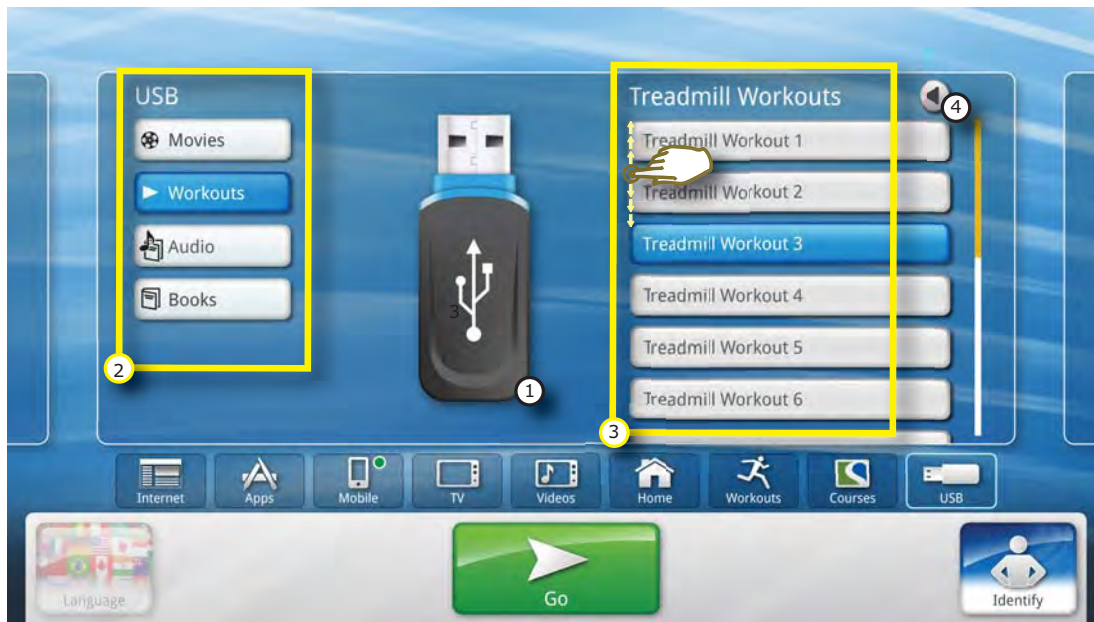 USB
Movies
Workouts
Audio
Books
2
3
1
Treadmill Workouts
4
Treadmill Workout 1
Treadmill Workout 2
Treadmill Workout 3
Treadmill Workout 4
Treadmill Workout 5
Treadmill Workout 6
3
Internet
Apps
Mobile
TV
Videos
Home
Workouts
Courses
USB
Language
Go
Identify